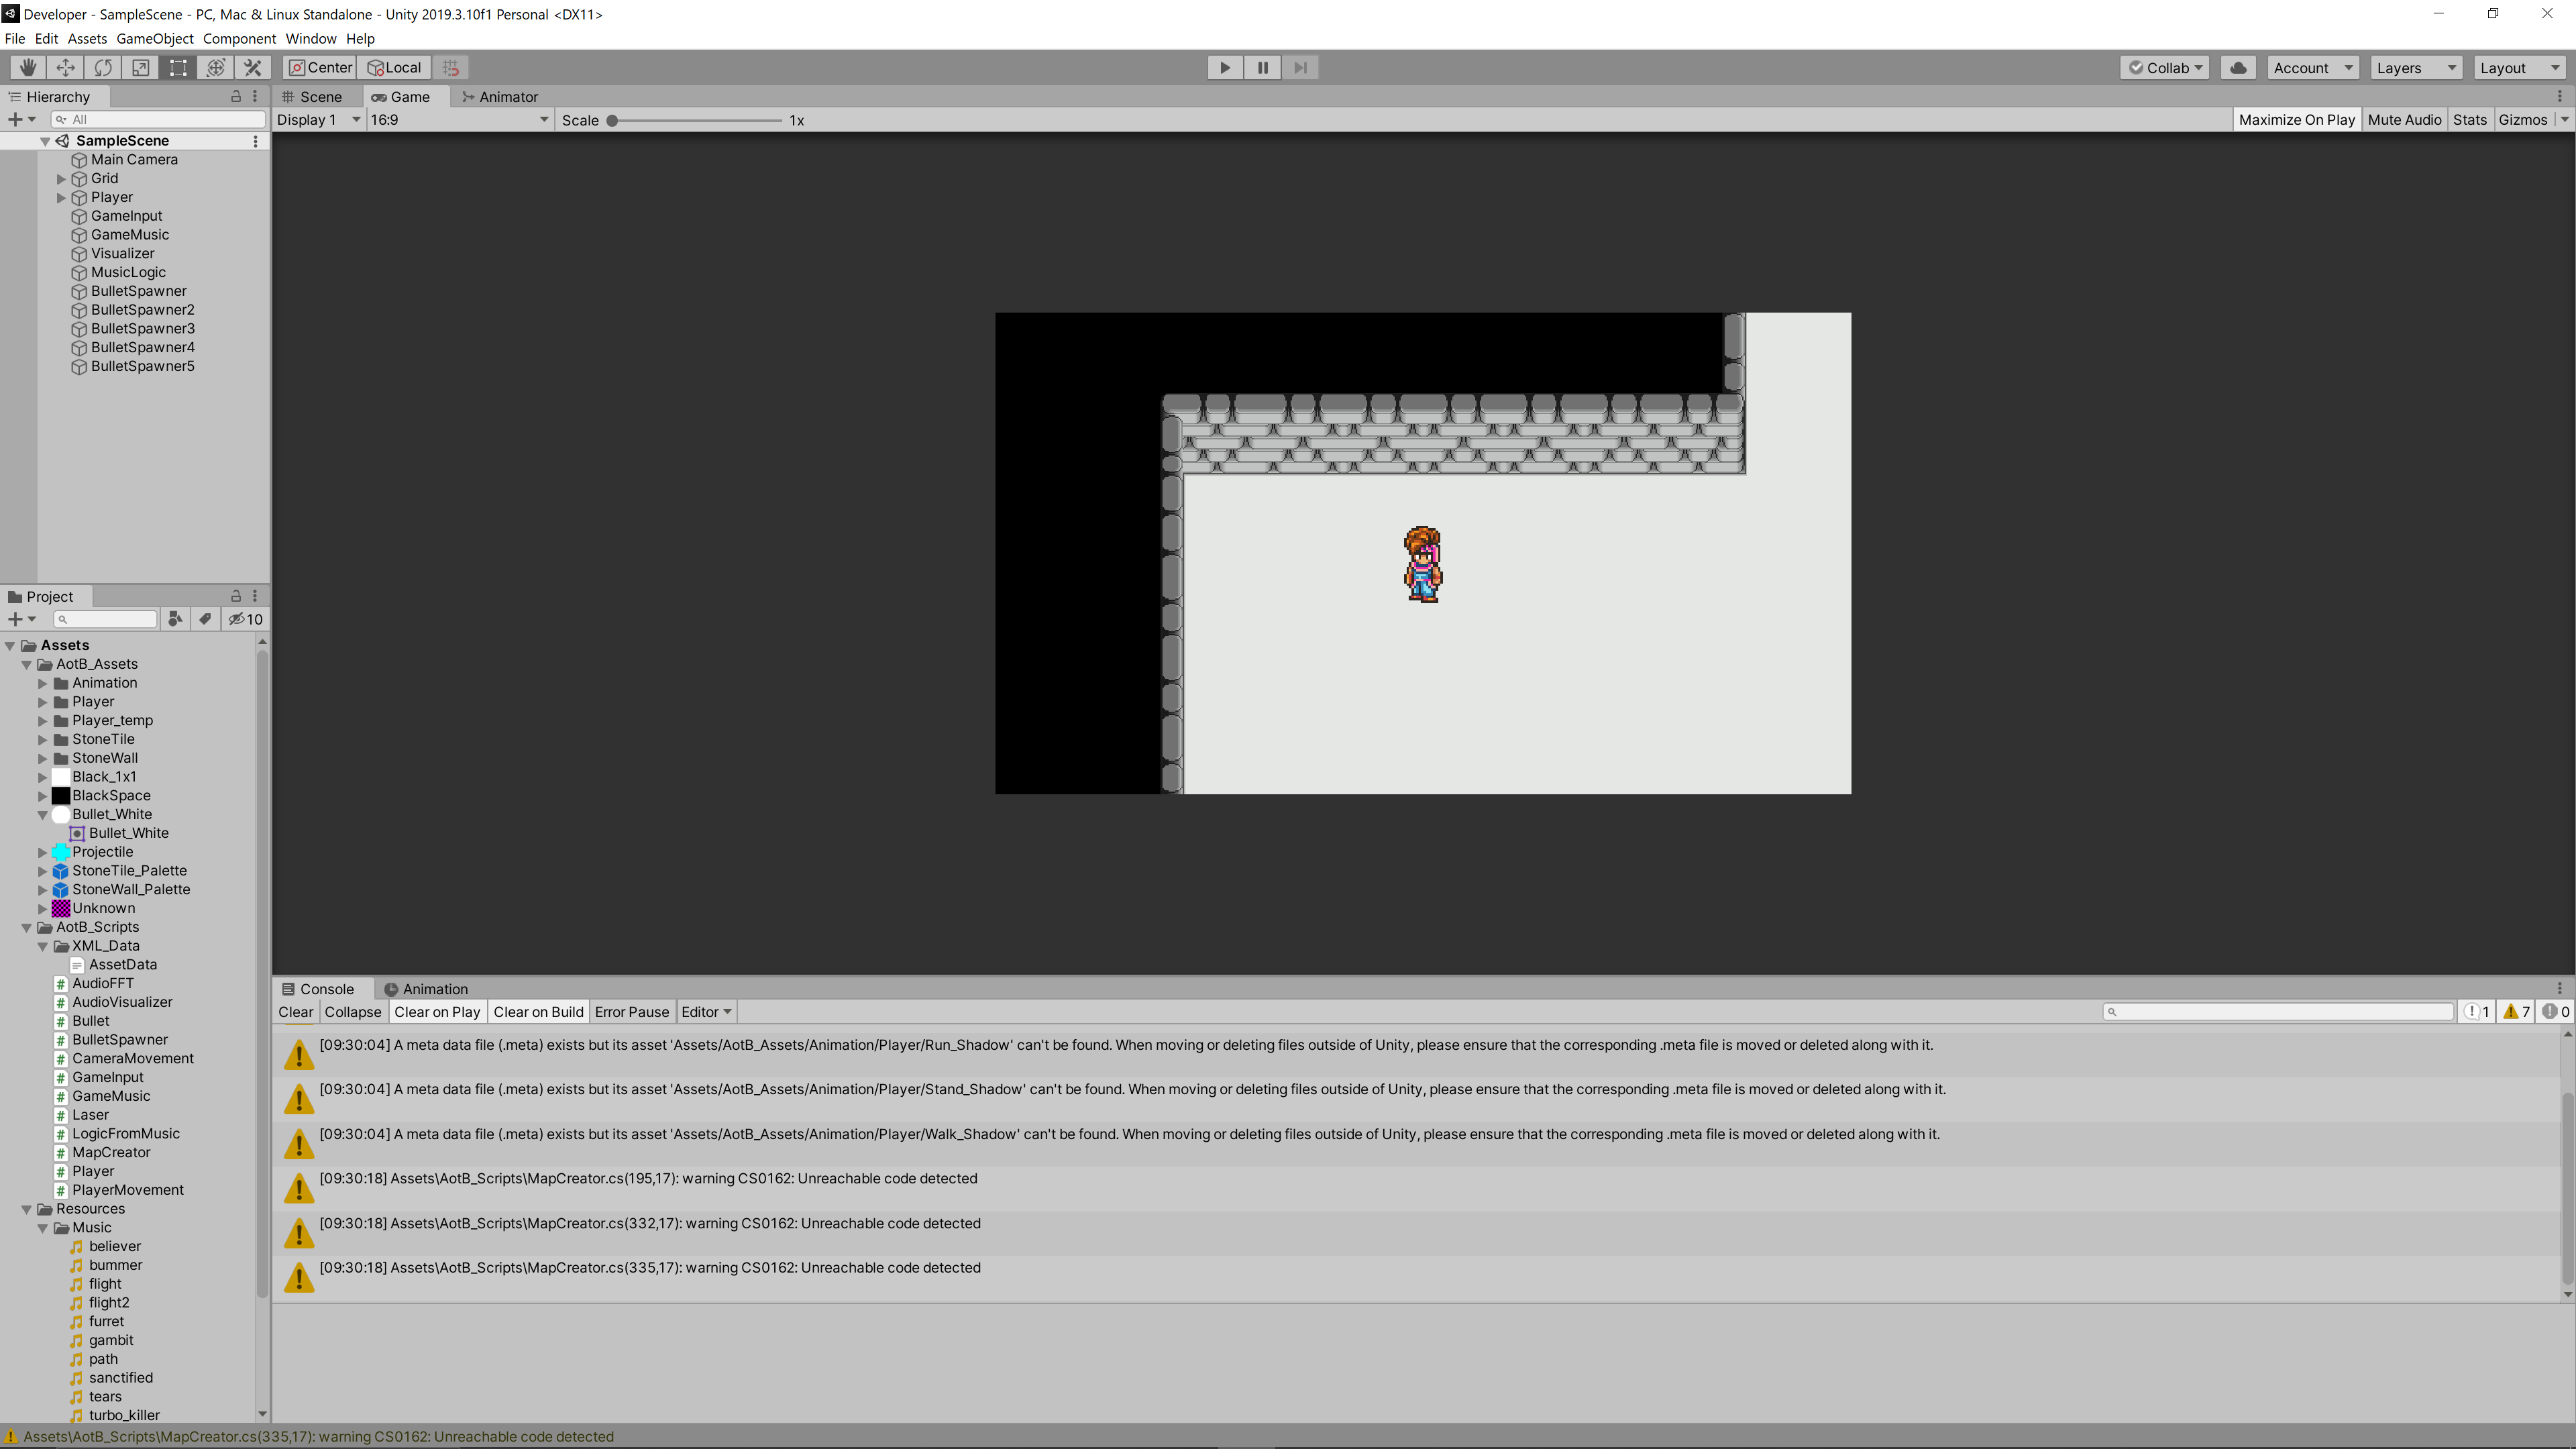 Developer - SampleScene - PC, Mac & Linux Standalone - Unity 2019.3.10f1 Personal <DX11>
File Edit Assets GameObject Component Window Help
Center Local Collab Account Layers Layout
Hierarchy
All
SampleScene
Main Camera
Grid
Player
GameInput
GameMusic
Visualizer
MusicLogic
BulletSpawner
BulletSpawner2
BulletSpawner3
BulletSpawner4
BulletSpawner5
Scene Game Animator
Display 1 16:9 Scale 1x Maximize On Play Mute Audio Stats Gizmos
Project
10
Assets
AotB_Assets
Animation
Player
Player_temp
StoneTile
StoneWall
Black_1x1
BlackSpace
Bullet_White
Bullet_White
Projectile
StoneTile_Palette
StoneWall_Palette
Unknown
AotB_Scripts
XML_Data
AssetData
AudioFFT
AudioVisualizer
Bullet
BulletSpawner
CameraMovement
GameInput
GameMusic
Laser
LogicFromMusic
MapCreator
Player
PlayerMovement
Resources
Music
believer
bummer
flight
flight2
furret
gambit
path
sanctified
tears
turbo_killer
Console Animation
Clear Collapse Clear on Play Clear on Build Error Pause Editor 1 7 0
[09:30:04] A meta data file (.meta) exists but its asset 'Assets/AotB_Assets/Animation/Player/Run_Shadow' can't be found. When moving or deleting files outside of Unity, please ensure that the corresponding .meta file is moved or deleted along with it.
[09:30:04] A meta data file (.meta) exists but its asset 'Assets/AotB_Assets/Animation/Player/Stand_Shadow' can't be found. When moving or deleting files outside of Unity, please ensure that the corresponding .meta file is moved or deleted along with it.
[09:30:04] A meta data file (.meta) exists but its asset 'Assets/AotB_Assets/Animation/Player/Walk_Shadow' can't be found. When moving or deleting files outside of Unity, please ensure that the corresponding .meta file is moved or deleted along with it.
[09:30:18] Assets\AotB_Scripts\MapCreator.cs(195,17): warning CS0162: Unreachable code detected
[09:30:18] Assets\AotB_Scripts\MapCreator.cs(332,17): warning CS0162: Unreachable code detected
[09:30:18] Assets\AotB_Scripts\MapCreator.cs(335,17): warning CS0162: Unreachable code detected
Assets\AotB_Scripts\MapCreator.cs(335,17): warning CS0162: Unreachable code detected